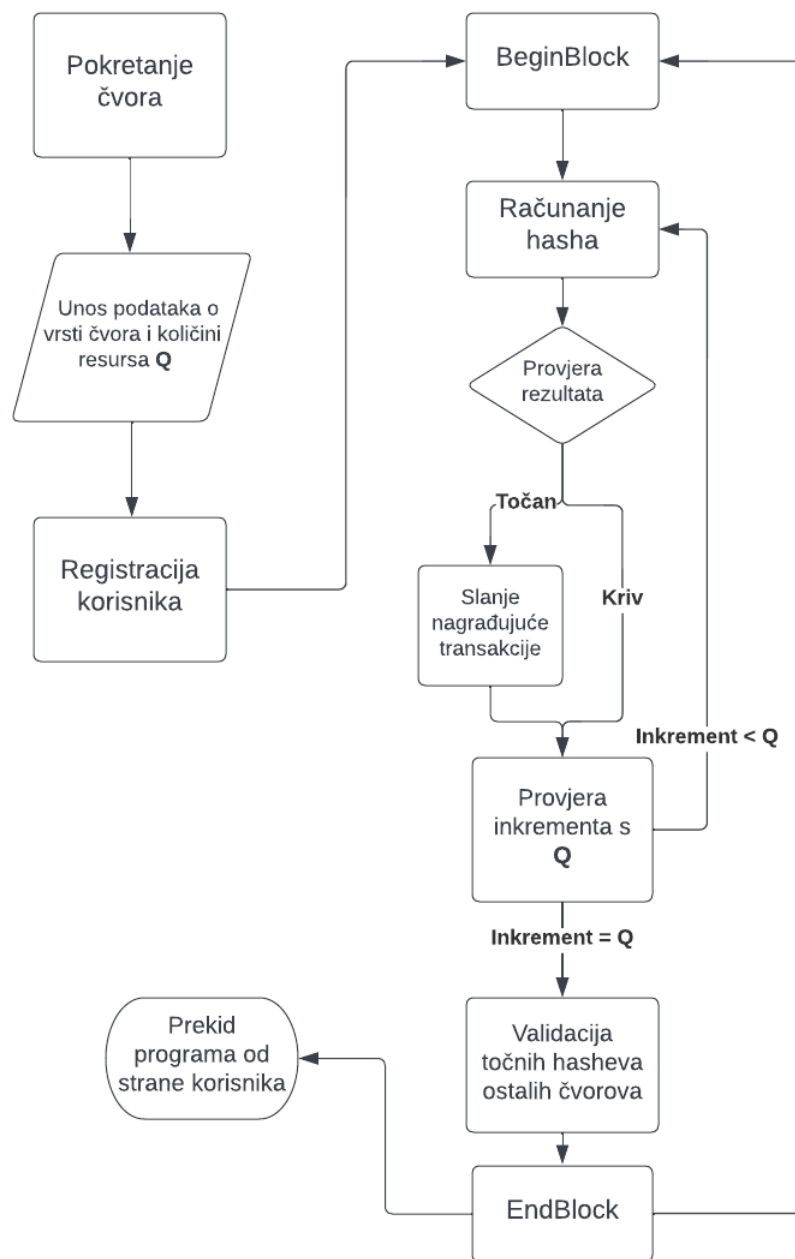 Pokretanje
čvora
Unos podataka o
vrsti čvora i količini
resursa Q
Registracija
korisnika
BeginBlock
Računanje
hasha
Provjera
rezultata
Točan
Kriv
Slanje
nagrađujuće
transakcije
Inkrement < Q
Provjera
inkrementa s
Q
Inkrement = Q
Validacija
točnih hasheva
ostalih čvorova
EndBlock
Prekid
programa od
strane korisnika